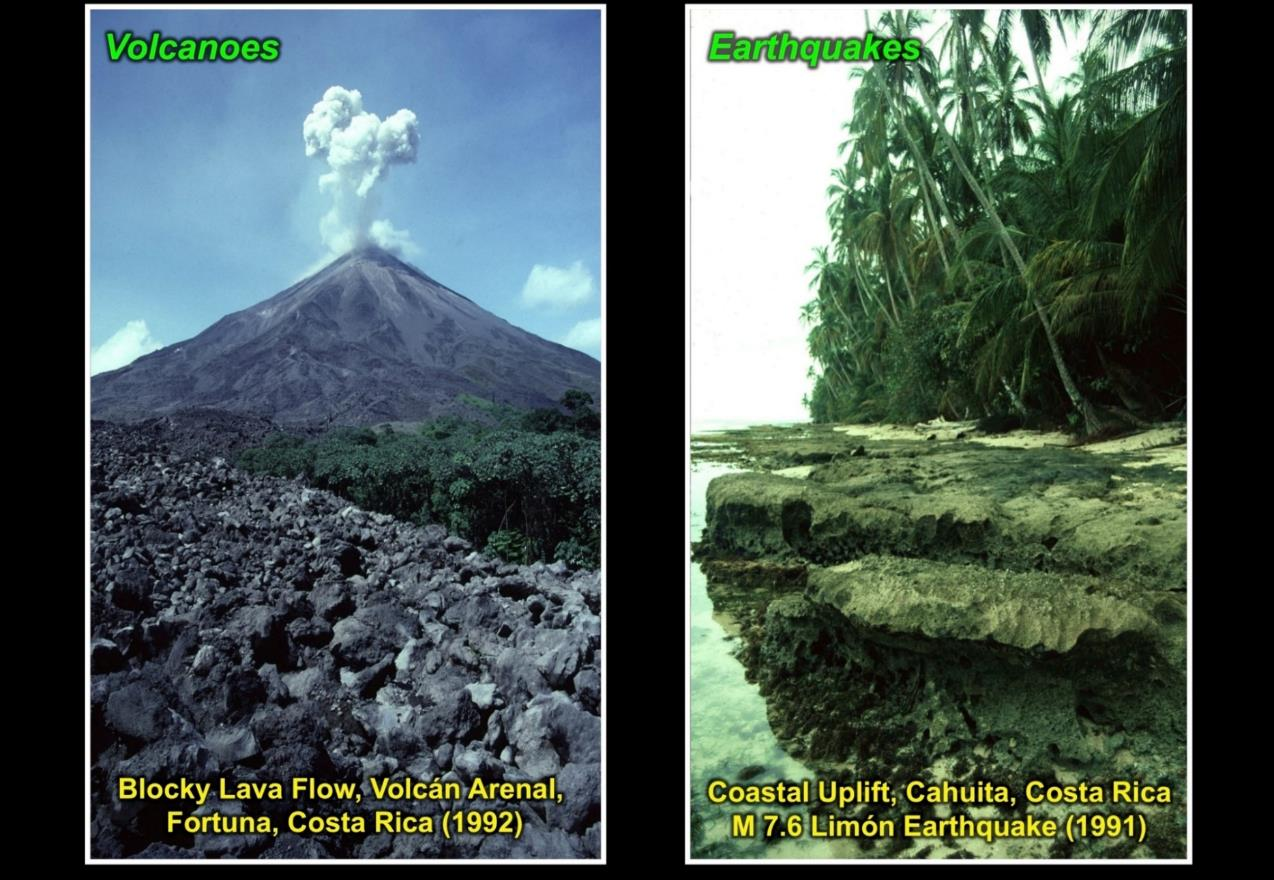 Volcanoes
Blocky Lava Flow, Volcán Arenal,
Fortuna, Costa Rica (1992)
Earthquakes
Coastal Uplift, Cahuita, Costa Rica
M 7.6 Limón Earthquake (1991)